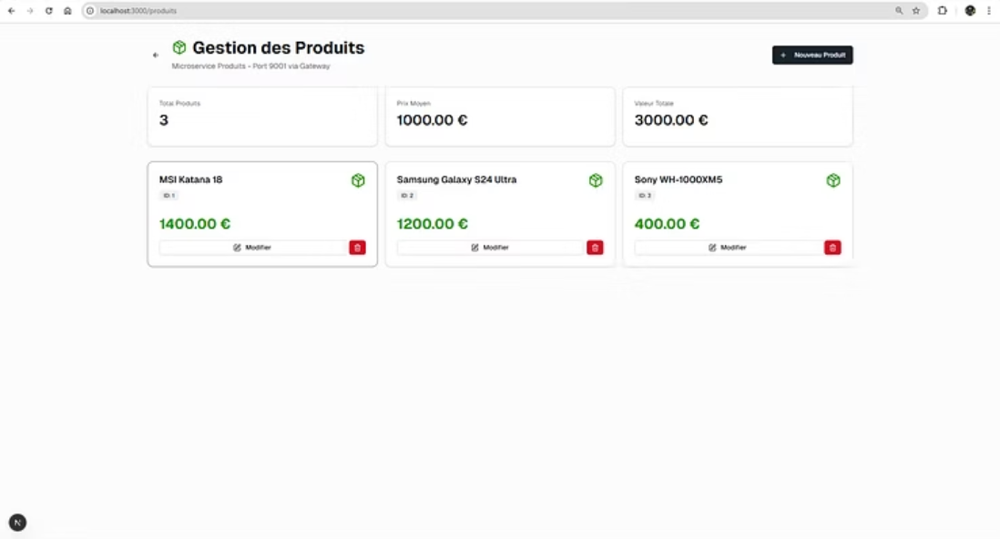 localhost:3000/produits
Gestion des Produits
Microservice Produits - Port 9001 via Gateway
+ Nouveau Produit
Total Produits
3
Prix Moyen
1000.00 €
Valeur Totale
3000.00 €
MSI Katana 18
ID: 1
1400.00 €
Modifier
Samsung Galaxy S24 Ultra
ID: 2
1200.00 €
Modifier
Sony WH-1000XM5
ID: 3
400.00 €
Modifier
N